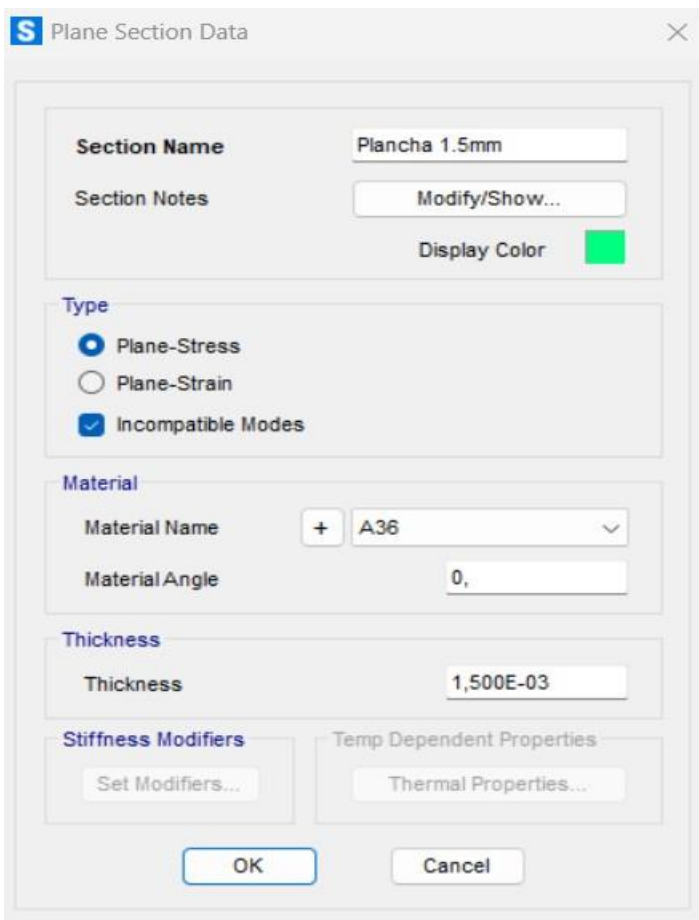 S Plane Section Data
Section Name Plancha 1.5mm
Section Notes Modify/Show...
Display Color
Type
Plane-Stress
Plane-Strain
Incompatible Modes
Material
Material Name + A36
Material Angle 0,
Thickness
Thickness 1,500E-03
Stiffness Modifiers Temp Dependent Properties
Set Modifiers... Thermal Properties...
OK Cancel